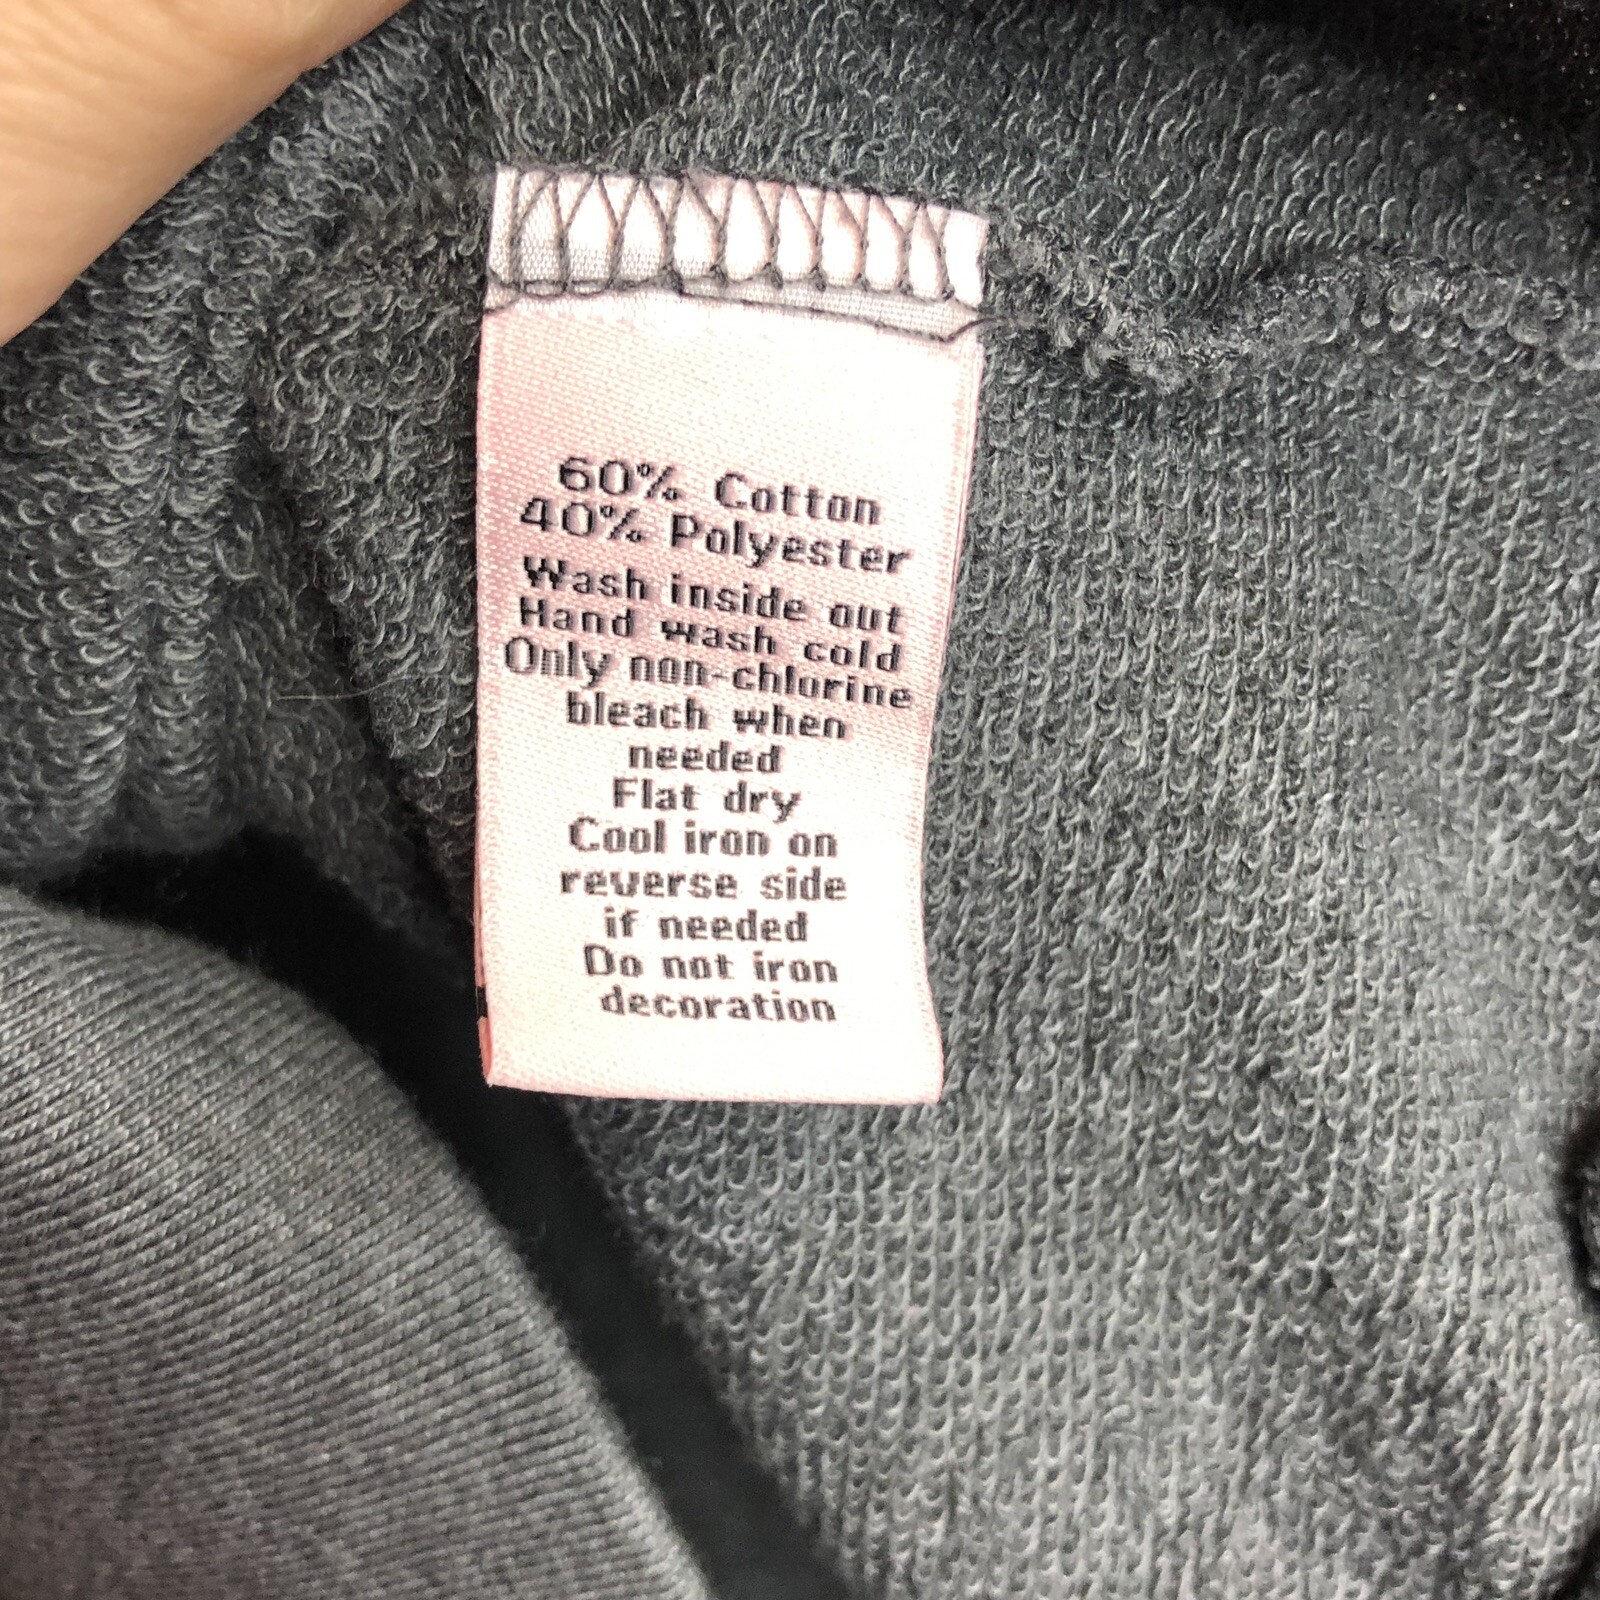 60% Cotton
40% Polyester
Wash inside out
Hand wash cold
Only non-chlorine
bleach when
needed
Flat dry
Cool iron on
reverse side
if needed
Do not iron
decoration